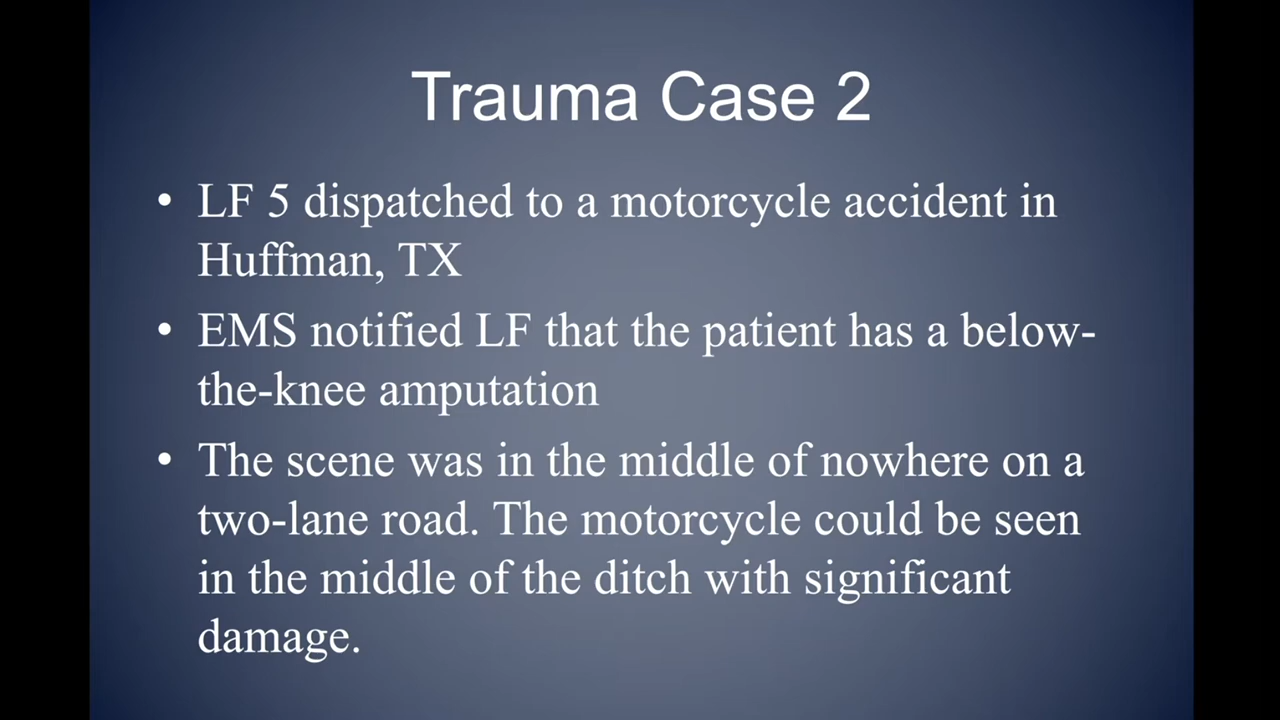 Trauma Case 2
• LF 5 dispatched to a motorcycle accident in
Huffman, TX
• EMS notified LF that the patient has a below-
the-knee amputation
• The scene was in the middle of nowhere on a
two-lane road. The motorcycle could be seen
in the middle of the ditch with significant
damage.